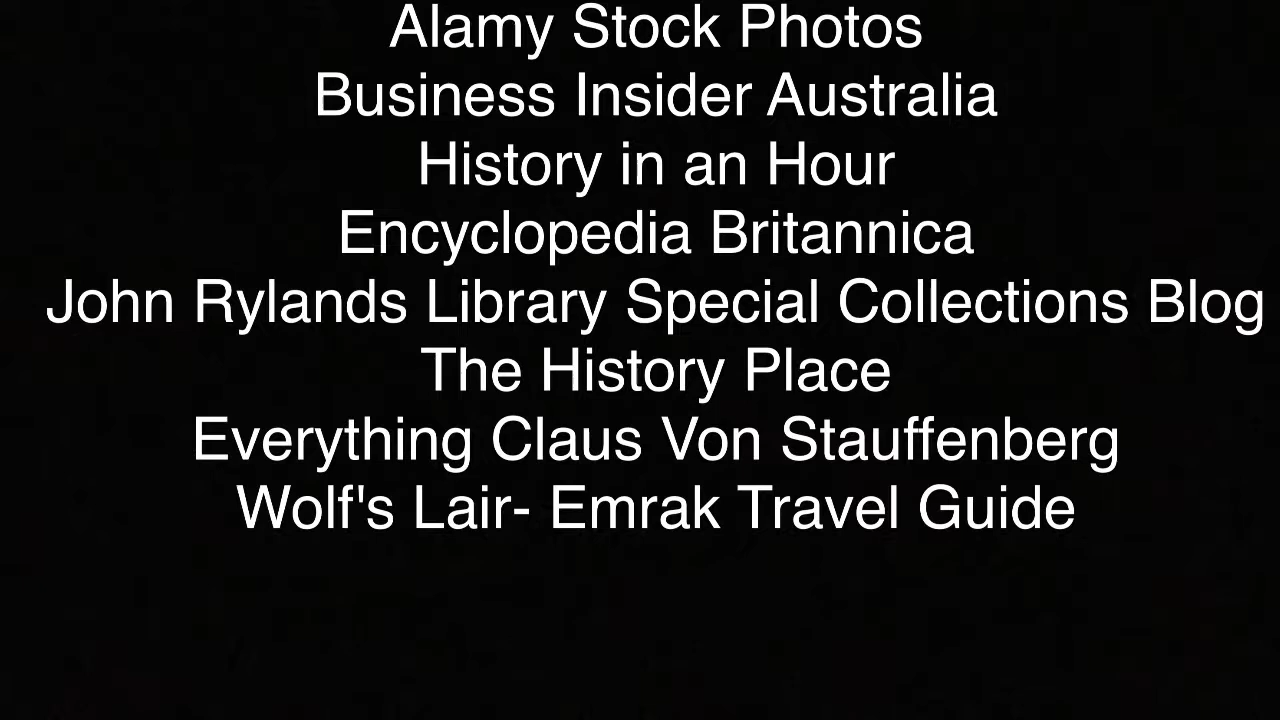 Alamy Stock Photos
Business Insider Australia
History in an Hour
Encyclopedia Britannica
John Rylands Library Special Collections Blog
The History Place
Everything Claus Von Stauffenberg
Wolf's Lair- Emrak Travel Guide